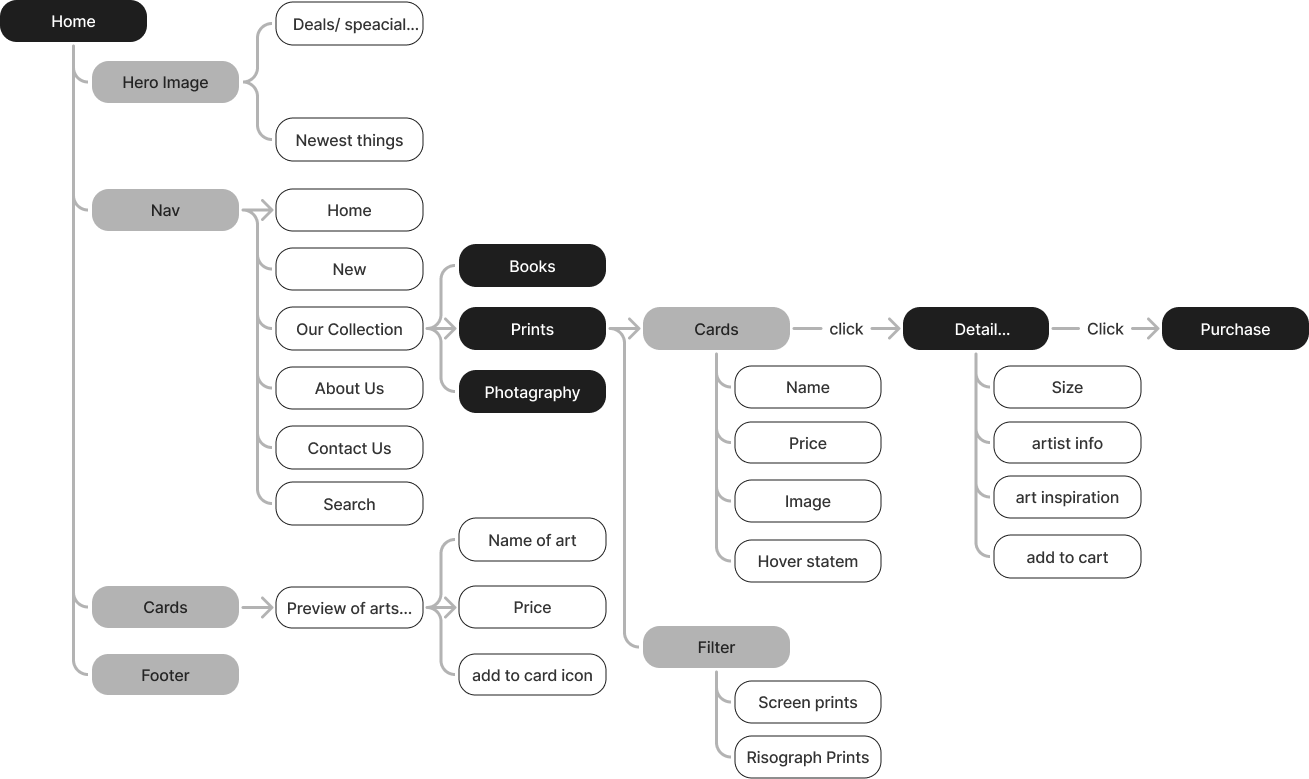 Home
Deals/ speacial...
Hero Image
Newest things
Nav
Home
New
Books
Our Collection
Prints
Cards
click
Detail...
Click
Purchase
About Us
Photagraphy
Name
Size
Contact Us
Price
artist info
Search
Image
art inspiration
Name of art
Hover statem
add to cart
Cards
Preview of arts...
Price
Filter
Footer
add to card icon
Screen prints
Risograph Prints